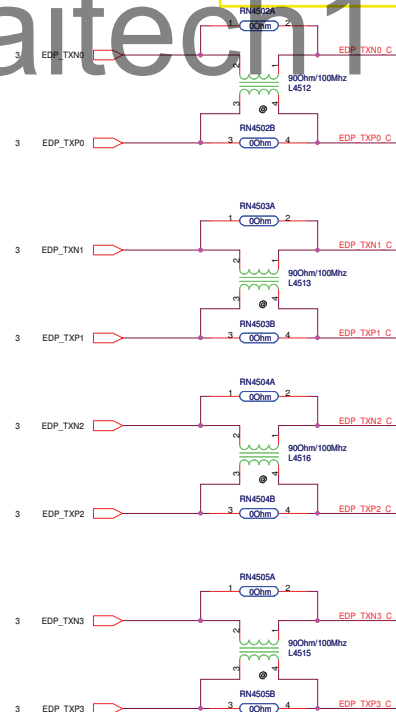 aitech1
RN4502A
1 0Ohm 2
3 EDP_TXN0 EDP_TXN0_C
2 1
90Ohm/100Mhz
L4512
3 4
@
RN4502B
3 EDP_TXP0 3 0Ohm 4 EDP_TXP0_C
RN4503A
1 0Ohm 2
3 EDP_TXN1 EDP_TXN1_C
2 1
90Ohm/100Mhz
L4513
3 4
@
RN4503B
3 EDP_TXP1 3 0Ohm 4 EDP_TXP1_C
RN4504A
1 0Ohm 2
3 EDP_TXN2 EDP_TXN2_C
2 1
90Ohm/100Mhz
L4516
3 4
@
RN4504B
3 EDP_TXP2 3 0Ohm 4 EDP_TXP2_C
RN4505A
1 0Ohm 2
3 EDP_TXN3 EDP_TXN3_C
2 1
90Ohm/100Mhz
L4515
3 4
@
RN4505B
3 EDP_TXP3 3 0Ohm 4 EDP_TXP3_C